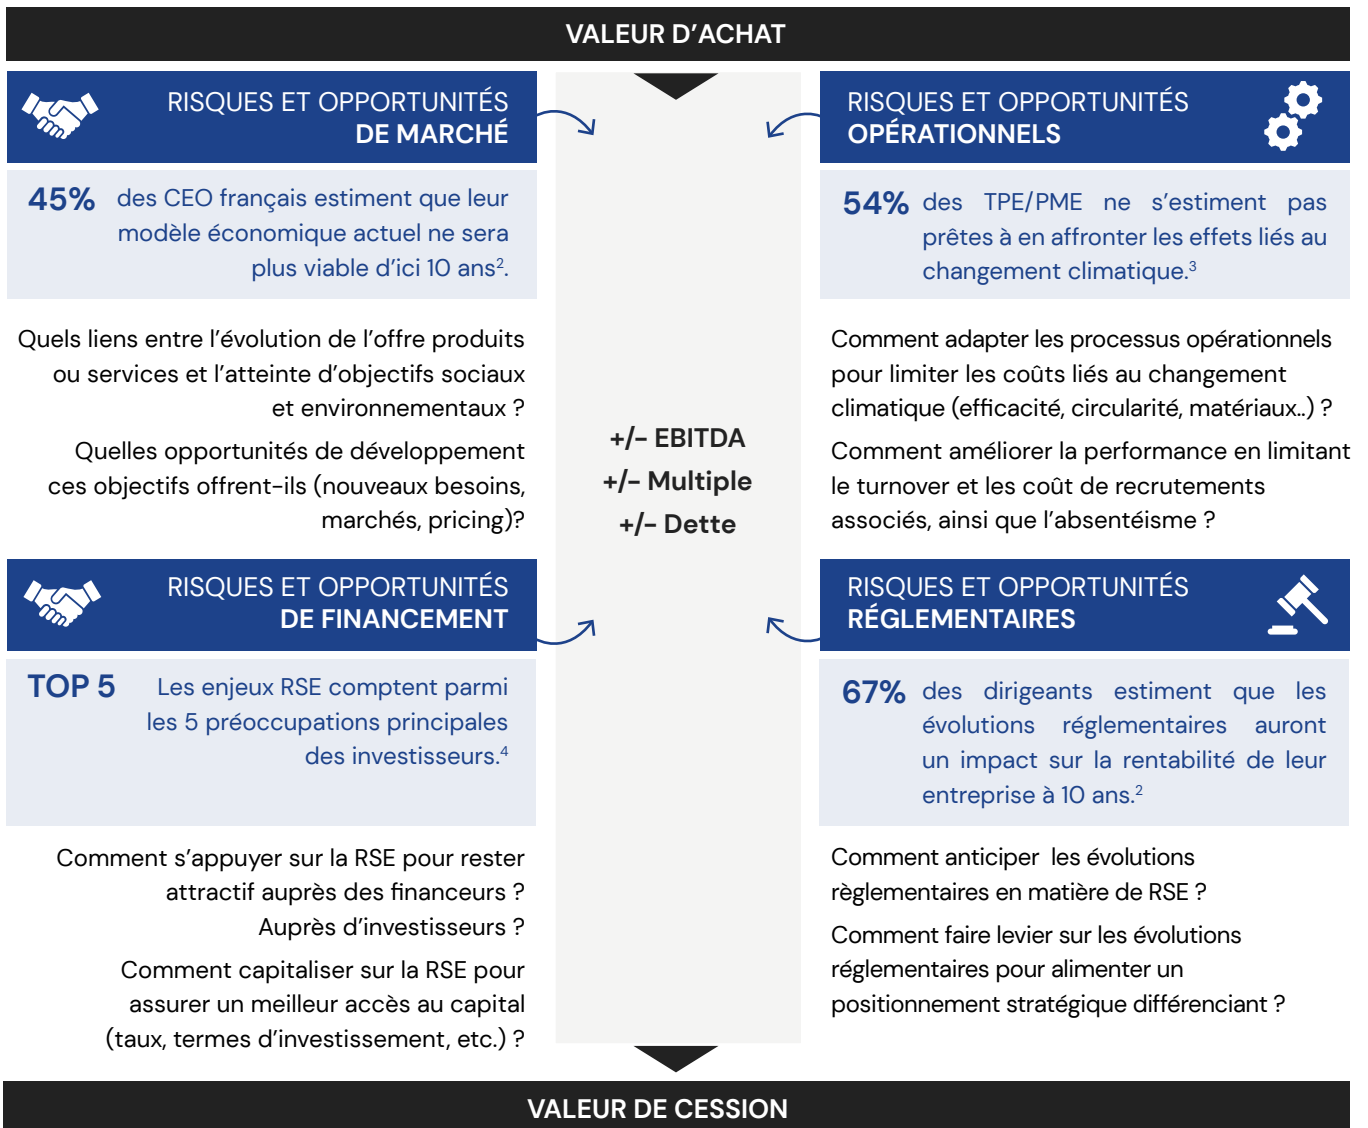 VALEUR D'ACHAT
RISQUES ET OPPORTUNITÉS
DE MARCHÉ
45% des CEO français estiment que leur
modèle économique actuel ne sera
plus viable d'ici 10 ans².
Quels liens entre l'évolution de l'offre produits
ou services et l'atteinte d'objectifs sociaux
et environnementaux ?
Quelles opportunités de développement
ces objectifs offrent-ils (nouveaux besoins,
marchés, pricing)?
RISQUES ET OPPORTUNITÉS
OPÉRATIONNELS
54% des TPE/PME ne s'estiment pas
prêtes à en affronter les effets liés au
changement climatique.³
Comment adapter les processus opérationnels
pour limiter les coûts liés au changement
climatique (efficacité, circularité, matériaux..) ?
Comment améliorer la performance en limitant
le turnover et les coût de recrutements
associés, ainsi que l'absentéisme ?
+/- EBITDA
+/- Multiple
+/- Dette
RISQUES ET OPPORTUNITÉS
DE FINANCEMENT
TOP 5 Les enjeux RSE comptent parmi
les 5 préoccupations principales
des investisseurs.⁴
Comment s'appuyer sur la RSE pour rester
attractif auprès des financeurs ?
Auprès d'investisseurs ?
Comment capitaliser sur la RSE pour
assurer un meilleur accès au capital
(taux, termes d'investissement, etc.) ?
RISQUES ET OPPORTUNITÉS
RÉGLEMENTAIRES
67% des dirigeants estiment que les
évolutions réglementaires auront
un impact sur la rentabilité de leur
entreprise à 10 ans.²
Comment anticiper les évolutions
règlementaires en matière de RSE ?
Comment faire levier sur les évolutions
réglementaires pour alimenter un
positionnement stratégique différenciant ?
VALEUR DE CESSION